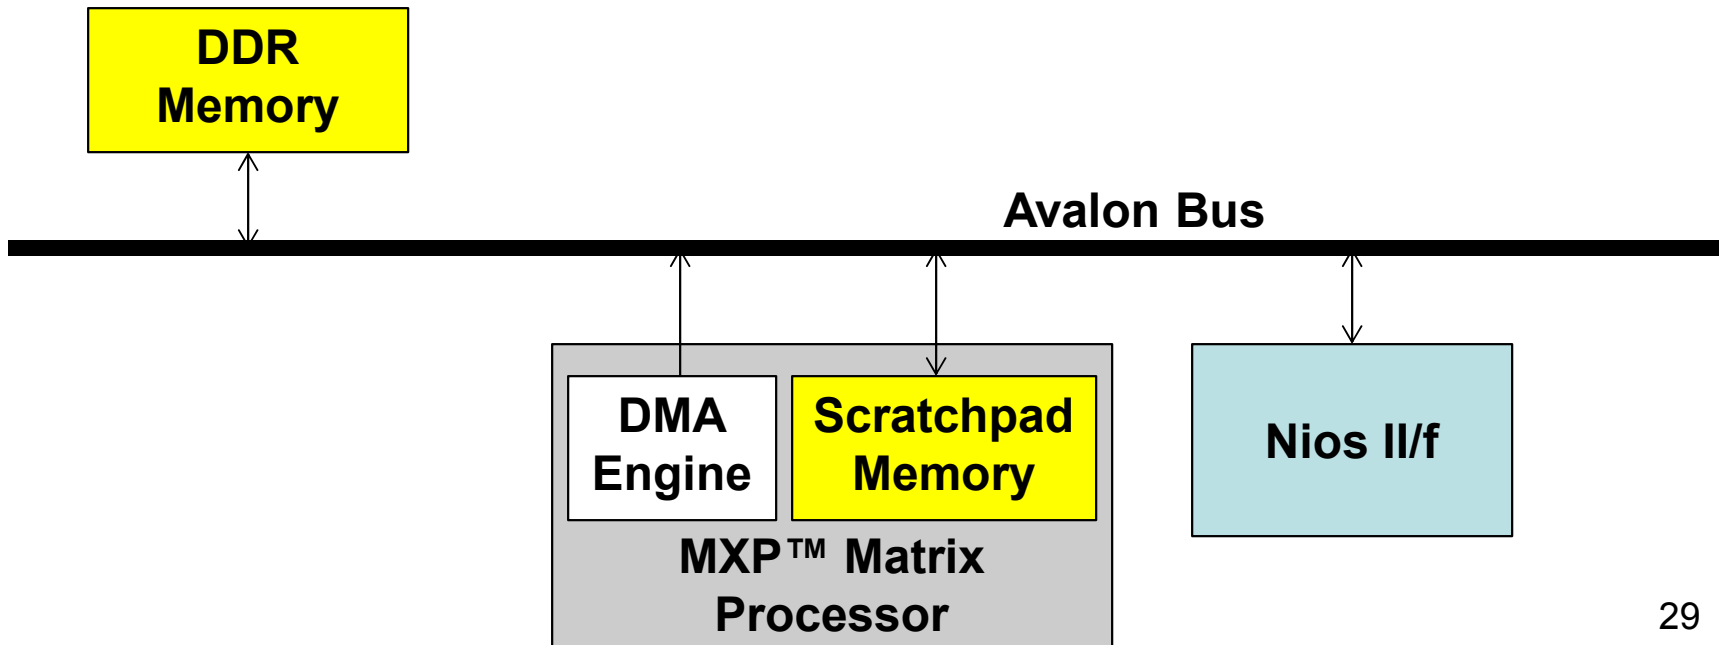 DDR
Memory
Avalon Bus
DMA
Engine
Scratchpad
Memory
Nios II/f
MXP™ Matrix
Processor
29